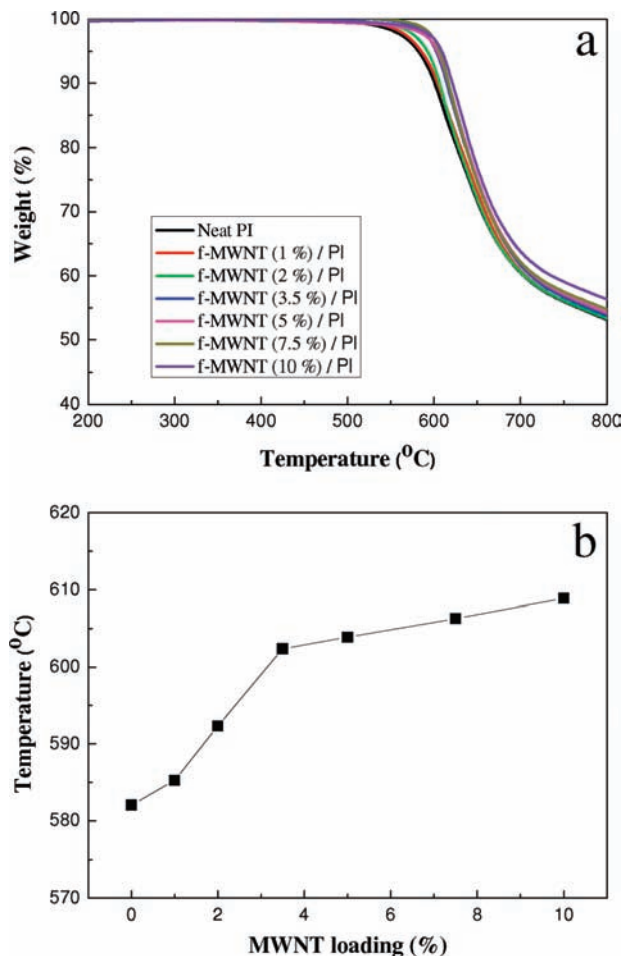 a
100
90
80
70
60
50
40
Weight (%)
Neat PI
f-MWNT (1 %) / PI
f-MWNT (2 %) / PI
f-MWNT (3.5 %) / PI
f-MWNT (5 %) / PI
f-MWNT (7.5 %) / PI
f-MWNT (10 %) / PI
200 300 400 500 600 700 800
Temperature (⁰C)
b
620
610
600
590
580
570
Temperature (⁰C)
0 2 4 6 8 10
MWNT loading (%)